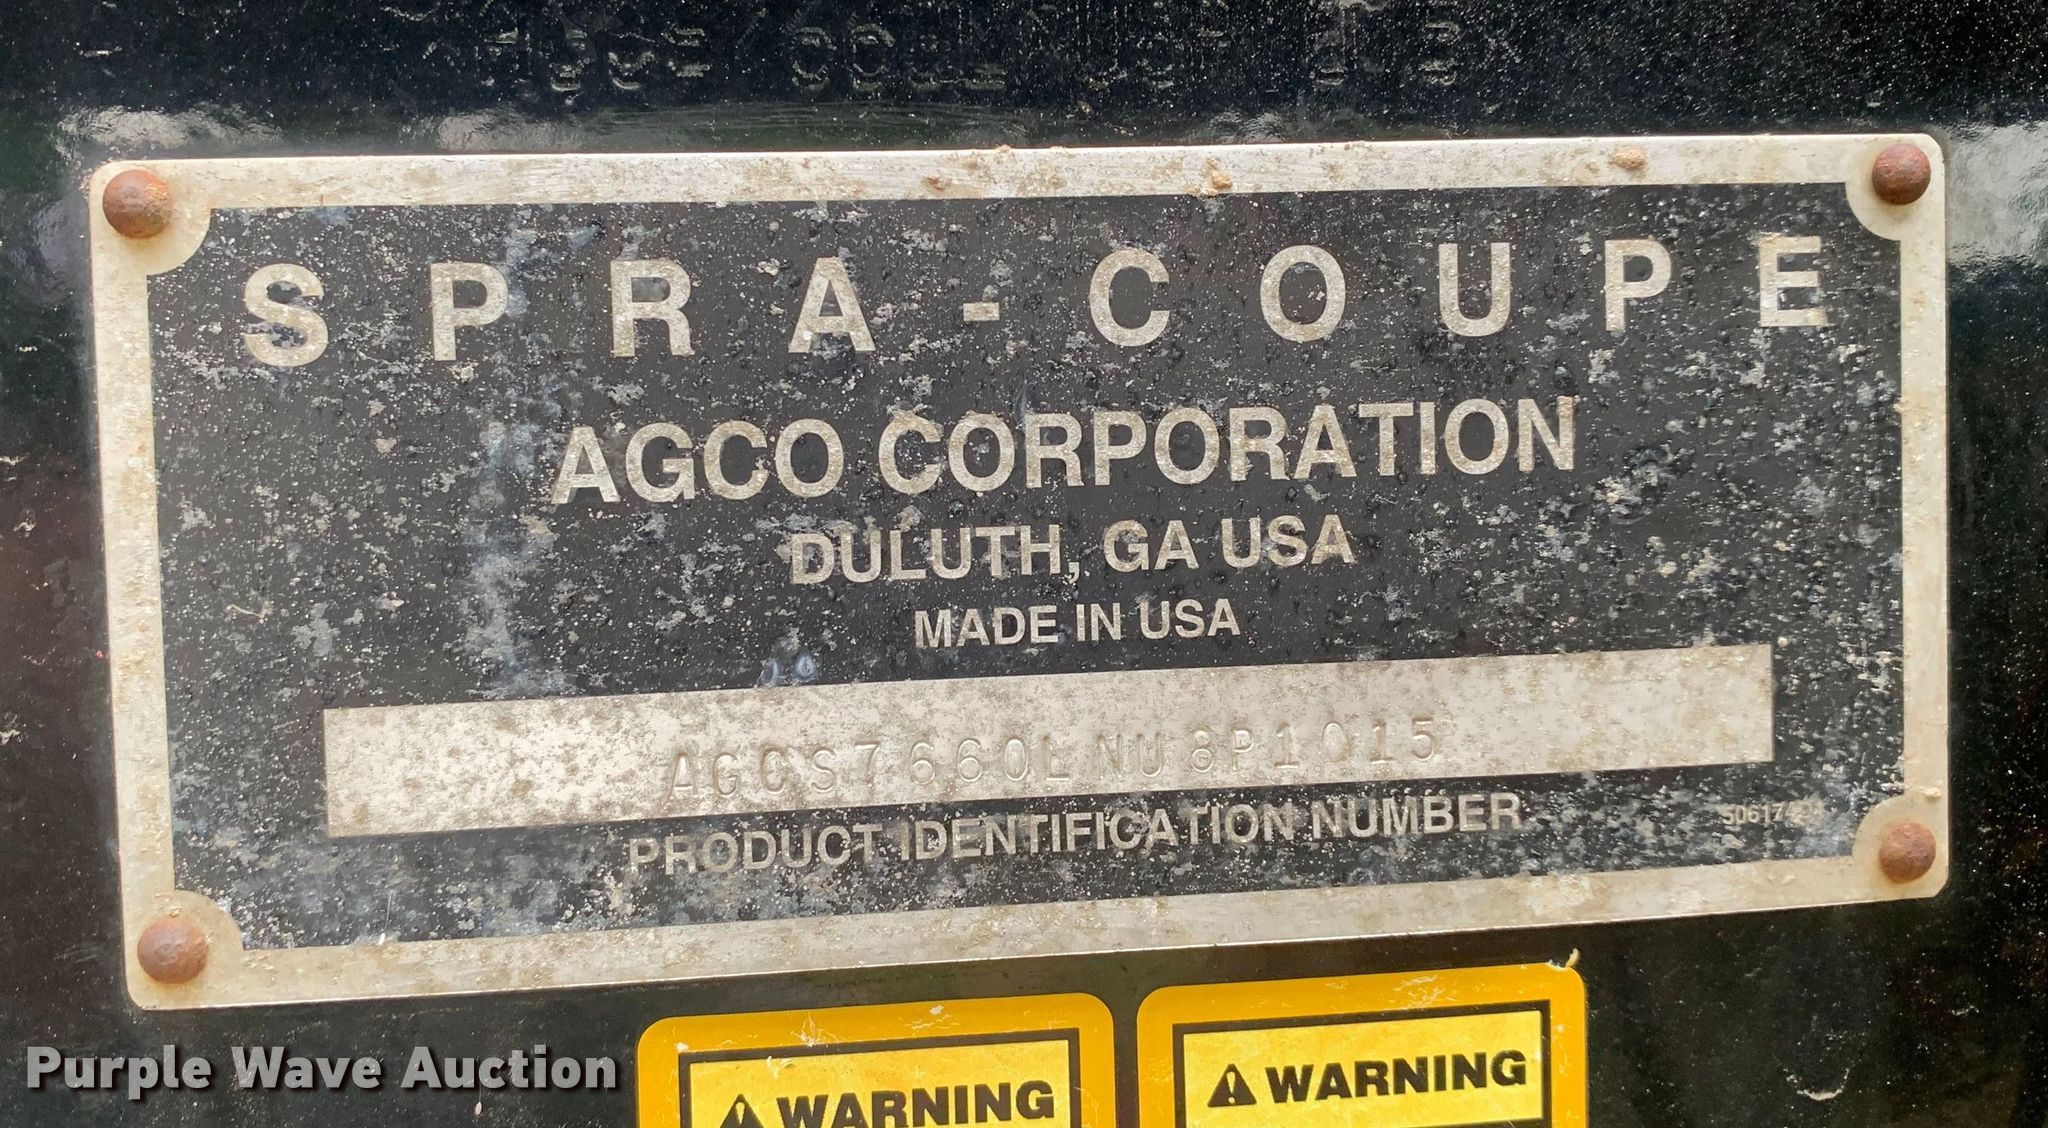 SPRA-COUPE
AGCO CORPORATION
DULUTH, GA USA
MADE IN USA
AGCS7660LNU8P1015
PRODUCT IDENTIFICATION NUMBER
WARNING
WARNING
Purple Wave Auction